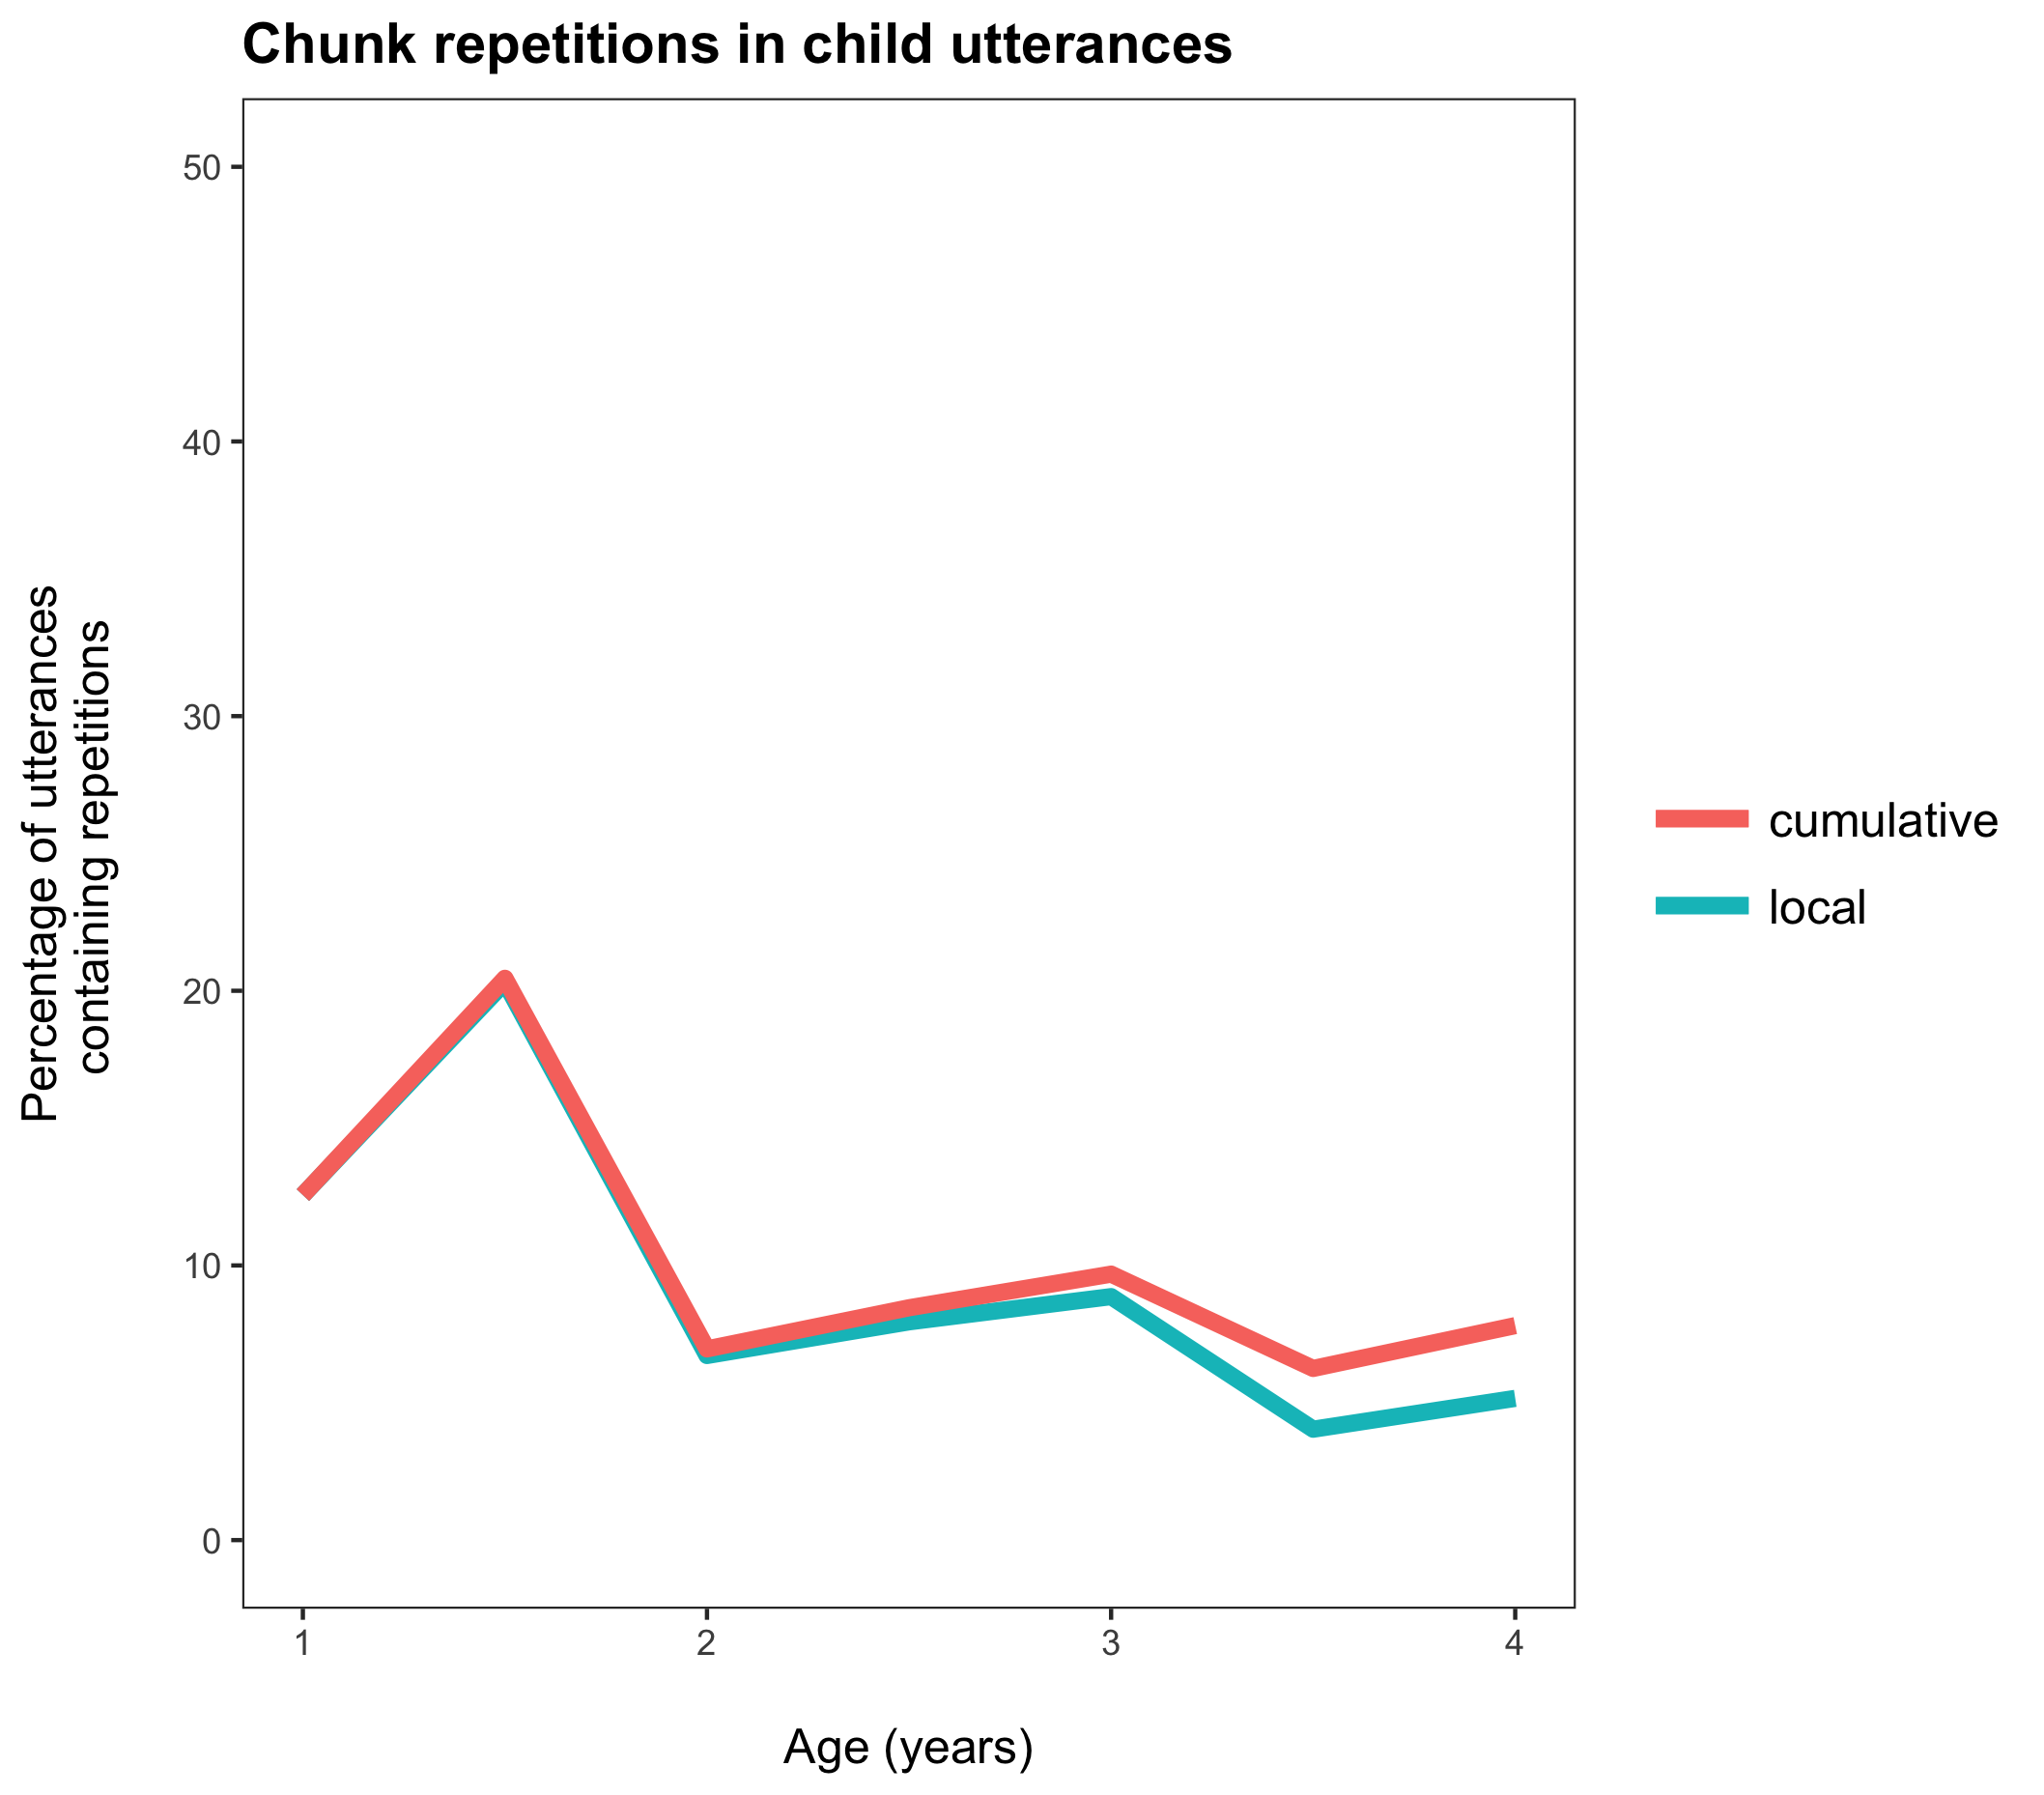 Chunk repetitions in child utterances
Percentage of utterances
containing repetitions
50
40
30
20
10
0
1
2
3
4
Age (years)
cumulative
local